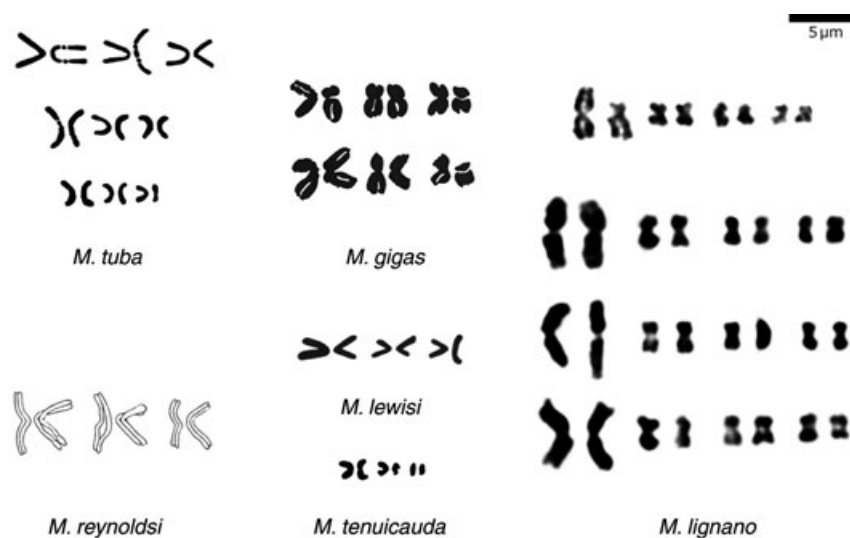 5 µm
M. tuba
M. gigas
M. lewisi
M. reynoldsi
M. tenuicauda
M. lignano